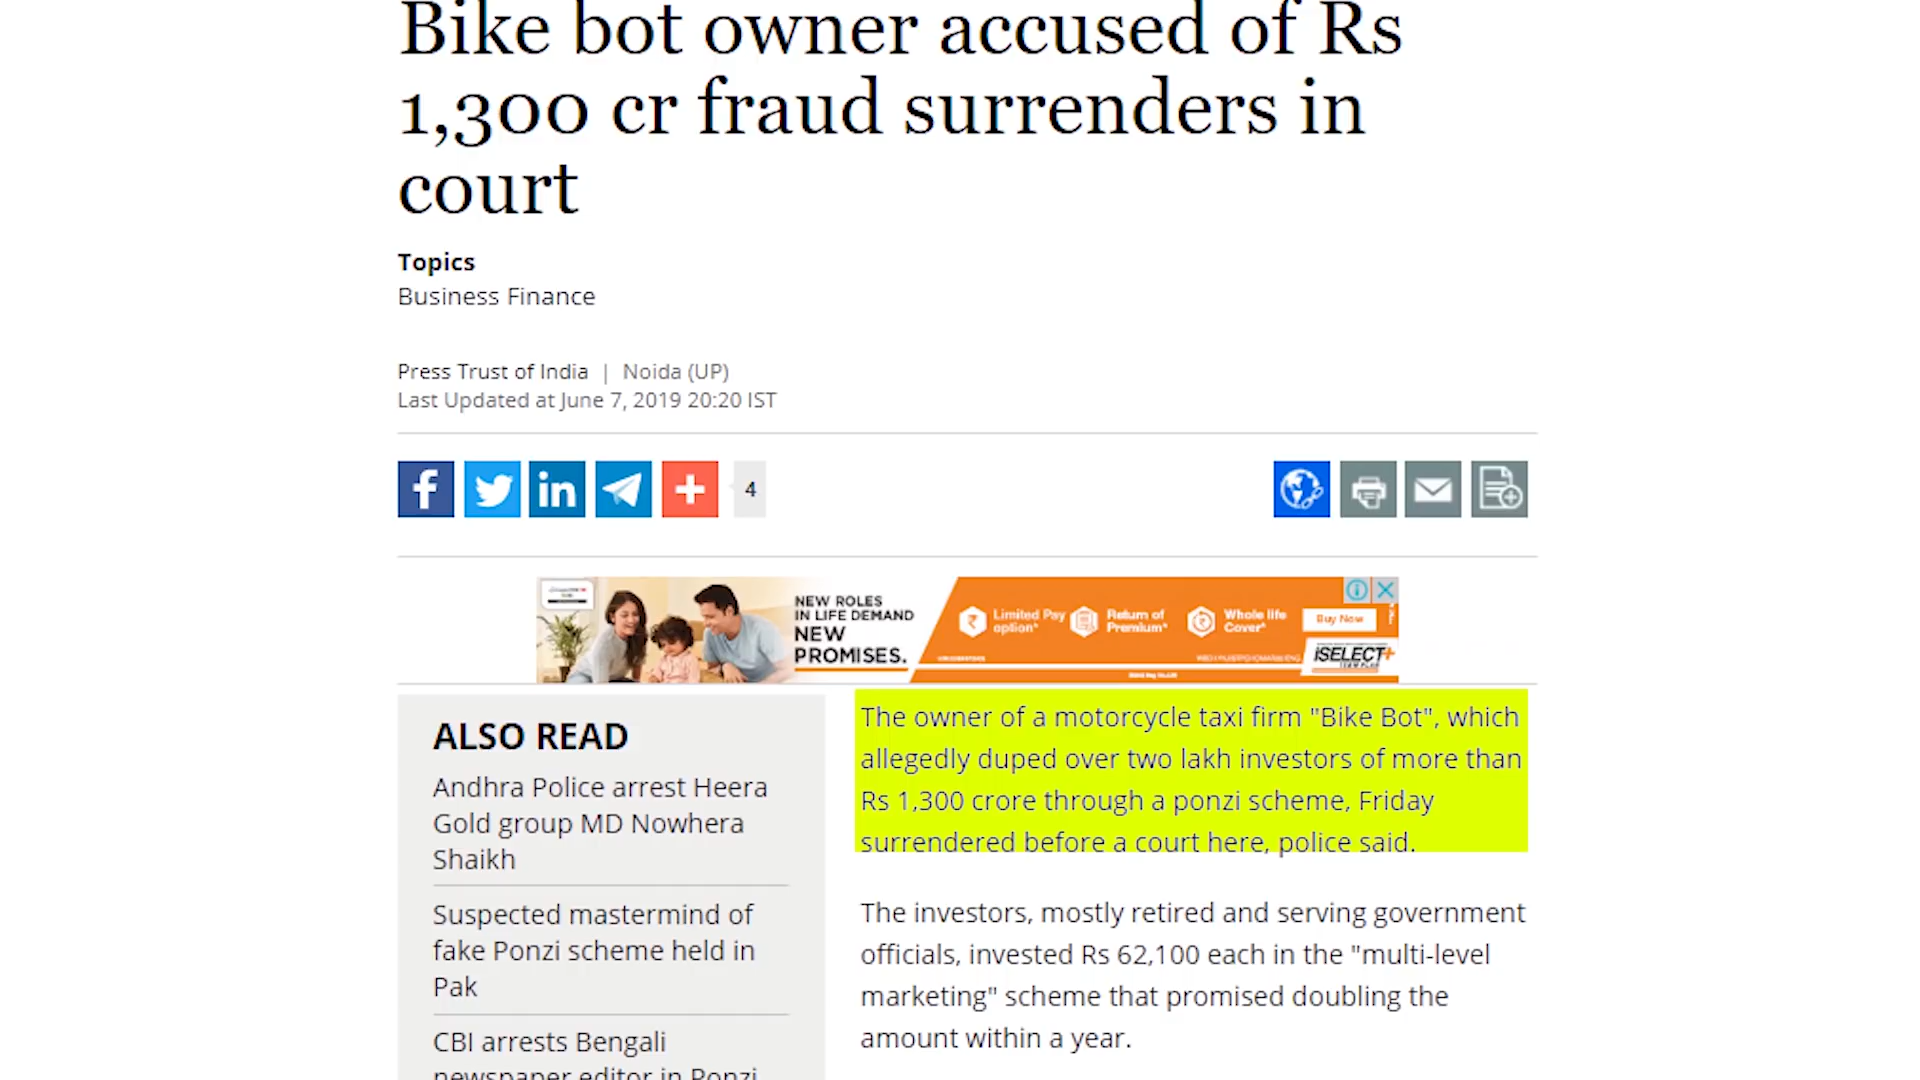 Bike bot owner accused of Rs
1,300 cr fraud surrenders in
court
Topics
Business Finance
Press Trust of India | Noida (UP)
Last Updated at June 7, 2019 20:20 IST
4
NEW ROLES
IN LIFE DEMAND
NEW
PROMISES.
Limited Pay
option*
Return of
Premium*
Whole life
Cover*
Buy Now
iSELECT+
The owner of a motorcycle taxi firm "Bike Bot", which
allegedly duped over two lakh investors of more than
Rs 1,300 crore through a ponzi scheme, Friday
surrendered before a court here, police said.
The investors, mostly retired and serving government
officials, invested Rs 62,100 each in the "multi-level
marketing" scheme that promised doubling the
amount within a year.
ALSO READ
Andhra Police arrest Heera
Gold group MD Nowhera
Shaikh
Suspected mastermind of
fake Ponzi scheme held in
Pak
CBI arrests Bengali
newspaper editor in Ponzi